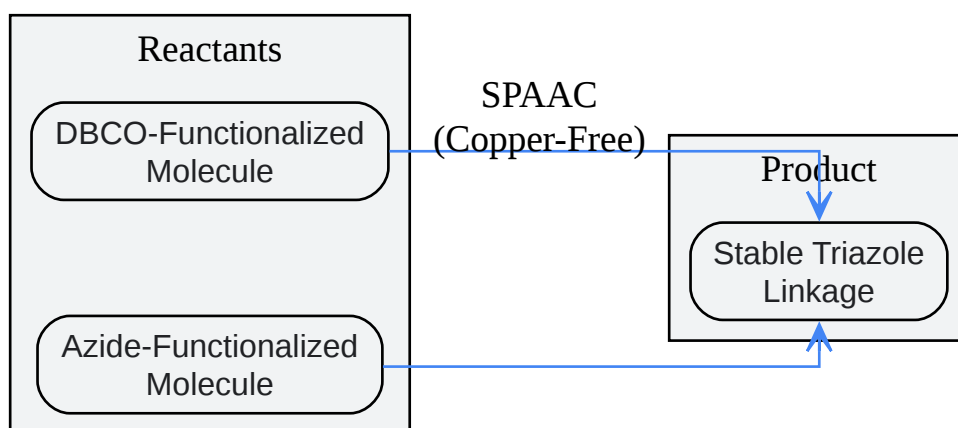 Reactants
DBCO-Functionalized
Molecule
SPAAC
(Copper-Free)
Product
Stable Triazole
Linkage
Azide-Functionalized
Molecule